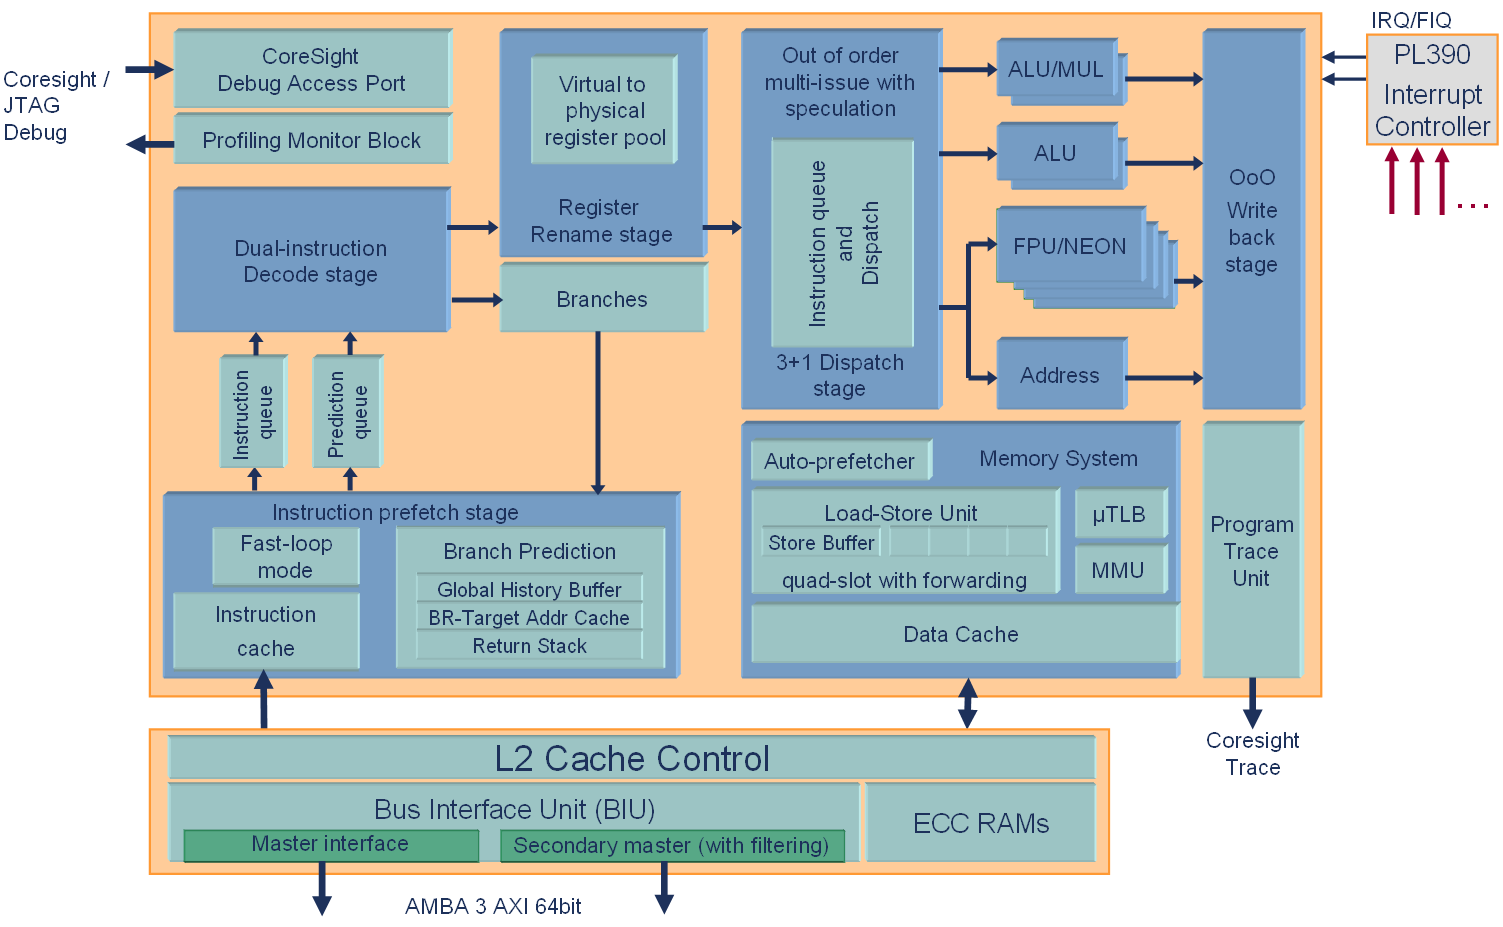 Coresight /
JTAG
Debug
CoreSight
Debug Access Port
Profiling Monitor Block
Dual-instruction
Decode stage
Virtual to
physical
register pool
Register
Rename stage
Branches
Out of order
multi-issue with
speculation
Instruction queue
and
Dispatch
3+1 Dispatch
stage
ALU/MUL
ALU
FPU/NEON
Address
OoO
Write
back
stage
IRQ/FIQ
PL390
Interrupt
Controller
...
Instruction
queue
Prediction
queue
Instruction prefetch stage
Fast-loop
mode
Instruction
cache
Branch Prediction
Global History Buffer
BR-Target Addr Cache
Return Stack
Auto-prefetcher
Memory System
Load-Store Unit
Store Buffer
quad-slot with forwarding
µTLB
MMU
Data Cache
Program
Trace
Unit
Coresight
Trace
L2 Cache Control
Bus Interface Unit (BIU)
Master interface
Secondary master (with filtering)
ECC RAMs
AMBA 3 AXI 64bit